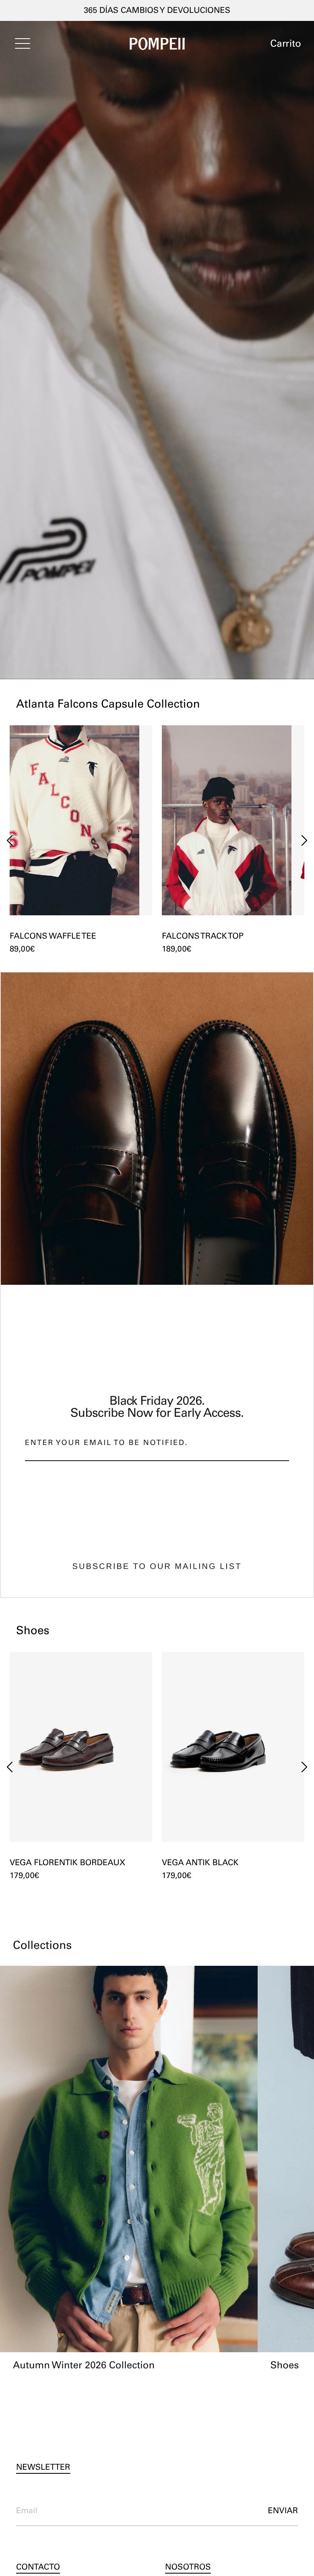 365 DÍAS CAMBIOS Y DEVOLUCIONES
POMPEII
Carrito
POMPEII
Atlanta Falcons Capsule Collection
FALCONS
FALCONS WAFFLE TEE
89,00€
FALCONS TRACK TOP
189,00€
Black Friday 2026.
Subscribe Now for Early Access.
ENTER YOUR EMAIL TO BE NOTIFIED.
SUBSCRIBE TO OUR MAILING LIST
Shoes
VEGA FLORENTIK BORDEAUX
179,00€
VEGA ANTIK BLACK
179,00€
Collections
Autumn Winter 2026 Collection
Shoes
NEWSLETTER
Email
ENVIAR
CONTACTO
NOSOTROS